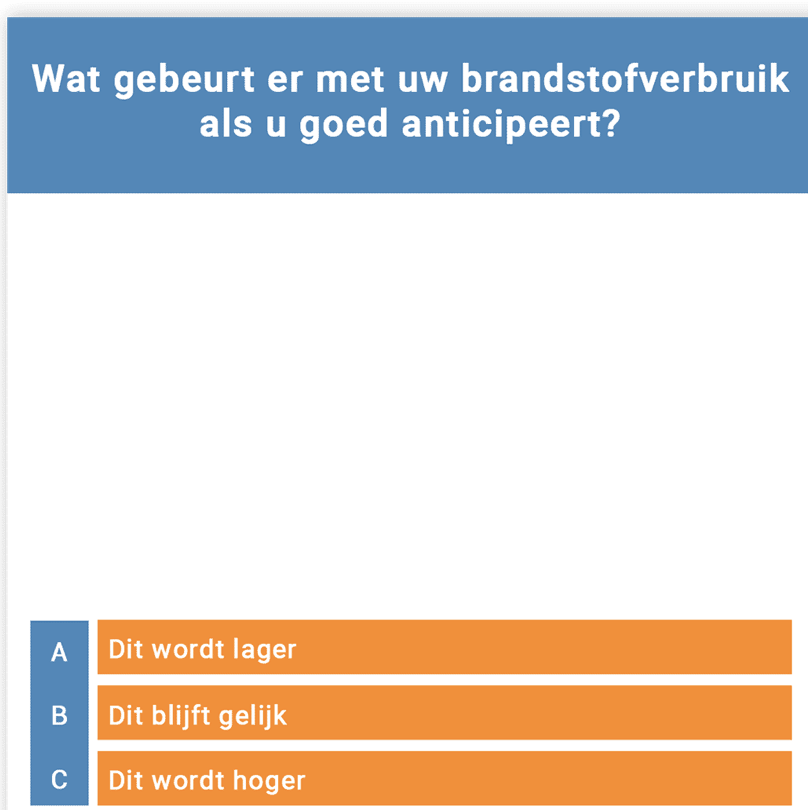 Wat gebeurt er met uw brandstofverbruik
als u goed anticipeert?
A Dit wordt lager
B Dit blijft gelijk
C Dit wordt hoger